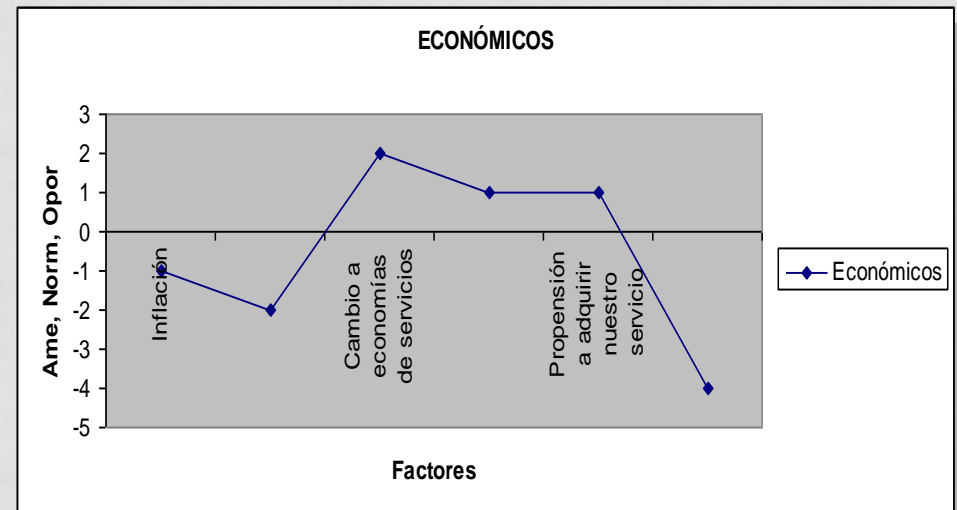 ECONÓMICOS
Ame, Norm, Opor
3
2
1
0
-1
-2
-3
-4
-5
Inflación
Cambio a
economías
de servicios
Propensión
a adquirir
nuestro
servicio
Factores
Económicos